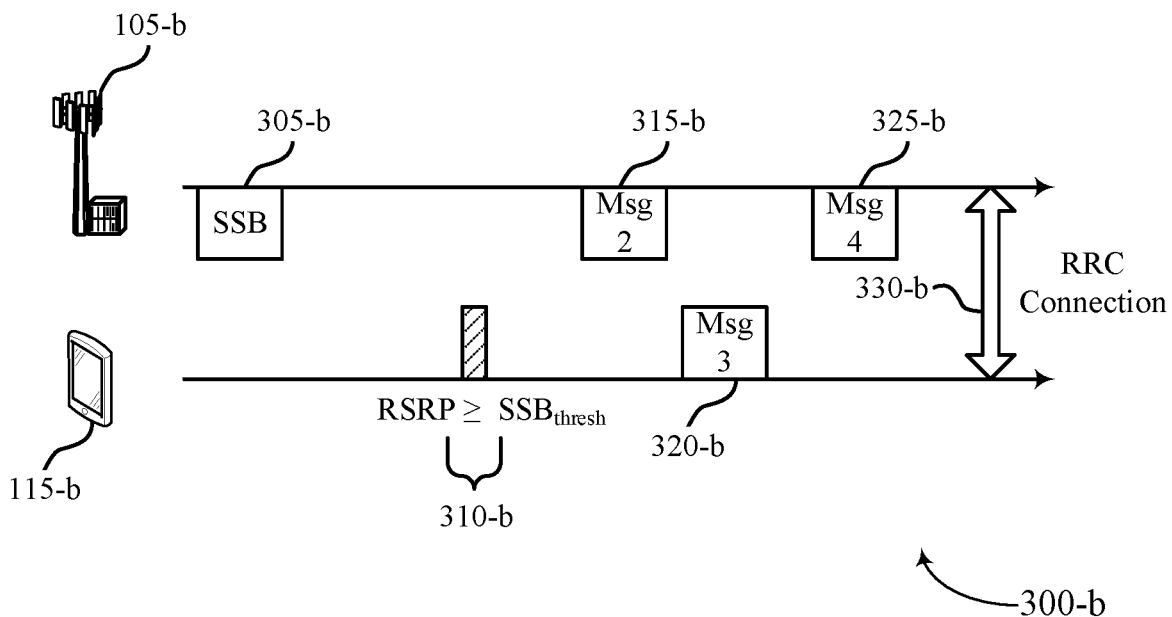 105-b
305-b
315-b
325-b
SSB
Msg
2
Msg
4
330-b
RRC
Connection
Msg
3
RSRP ≥ SSBthresh
320-b
115-b
310-b
300-b